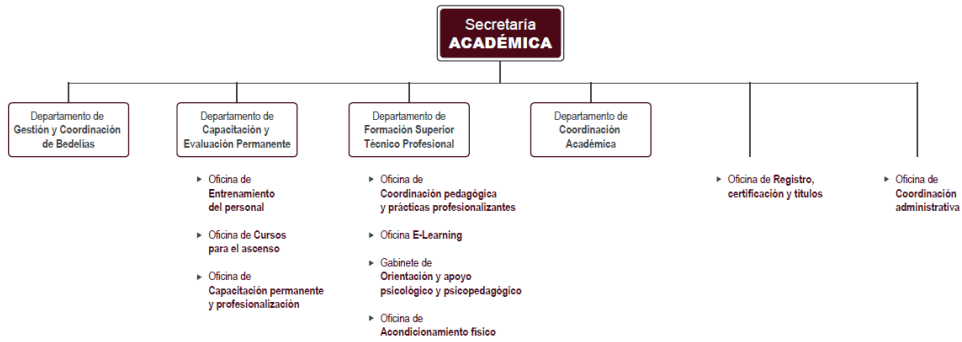 Secretaría
ACADÉMICA
Departamento de
Gestión y Coordinación
de Bedelías
Departamento de
Capacitación y
Evaluación Permanente
Oficina de
Entrenamiento
del personal
Oficina de Cursos
para el ascenso
Oficina de
Capacitación permanente
y profesionalización
Departamento de
Formación Superior
Técnico Profesional
Oficina de
Coordinación pedagógica
y prácticas profesionalizantes
Oficina E-Learning
Gabinete de
Orientación y apoyo
psicológico y psicopedagógico
Oficina de
Acondicionamiento físico
Departamento de
Coordinación
Académica
Oficina de Registro,
certificación y titulos
Oficina de
Coordinación
administrativa